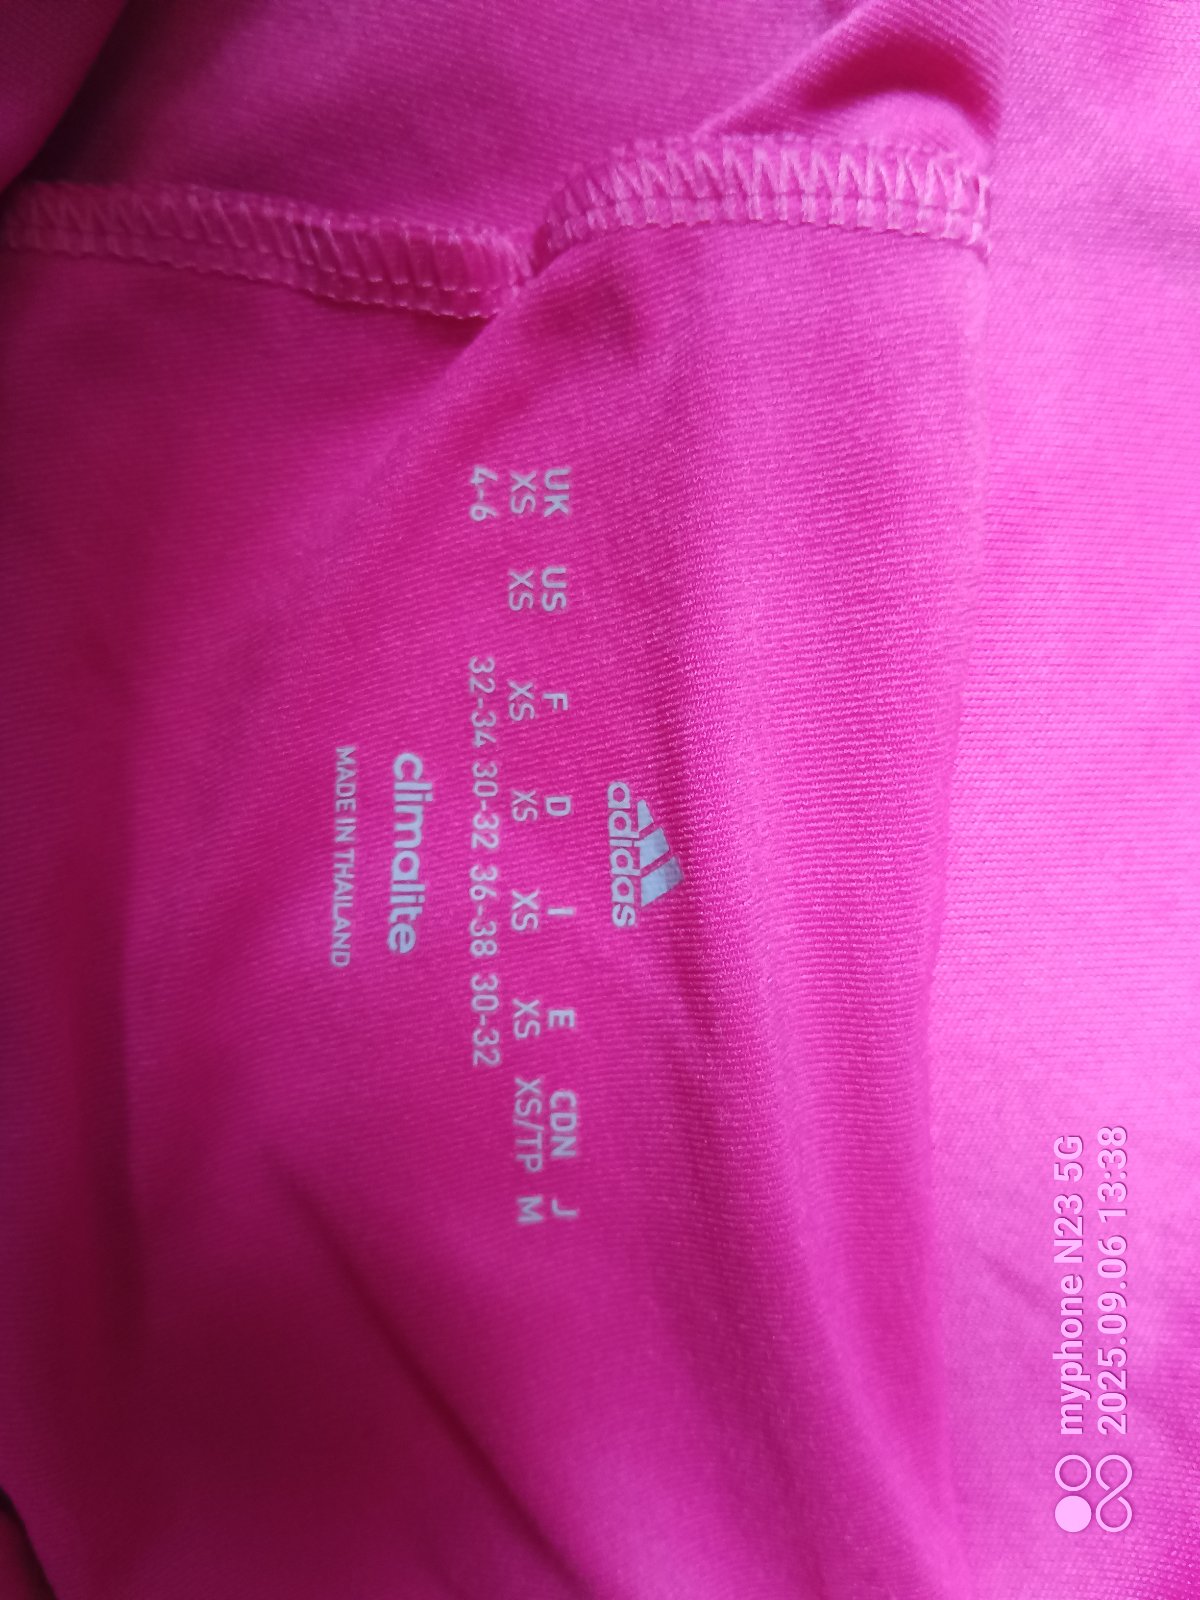 adidas
UK US F D I E CDN J
XS XS XS XS XS XS XS/TP M
4-6 32-34 30-32 36-38 30-32
climalite
MADE IN THAILAND
myphone N23 5G
2025.09.06 13:38